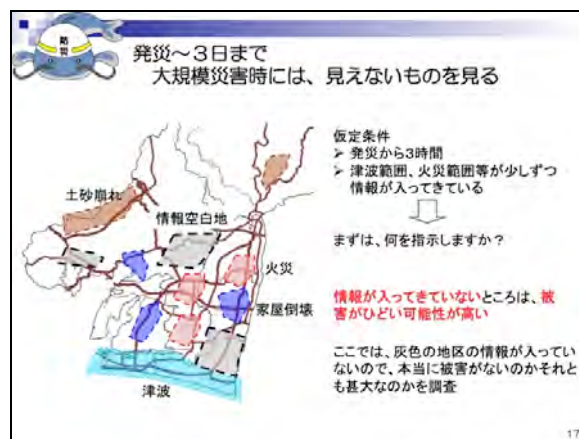 防
災
発災～3日まで
大規模災害時には、見えないものを見る
仮定条件
➢ 発災から3時間
➢ 津波範囲、火災範囲等が少しずつ
情報が入ってきている
まずは、何を指示しますか？
情報が入ってきていないところは、被
害がひどい可能性が高い
ここでは、灰色の地区の情報が入ってい
ないので、本当に被害がないのかそれと
も甚大なのかを調査
土砂崩れ
情報空白地
火災
家屋倒壊
津波
17